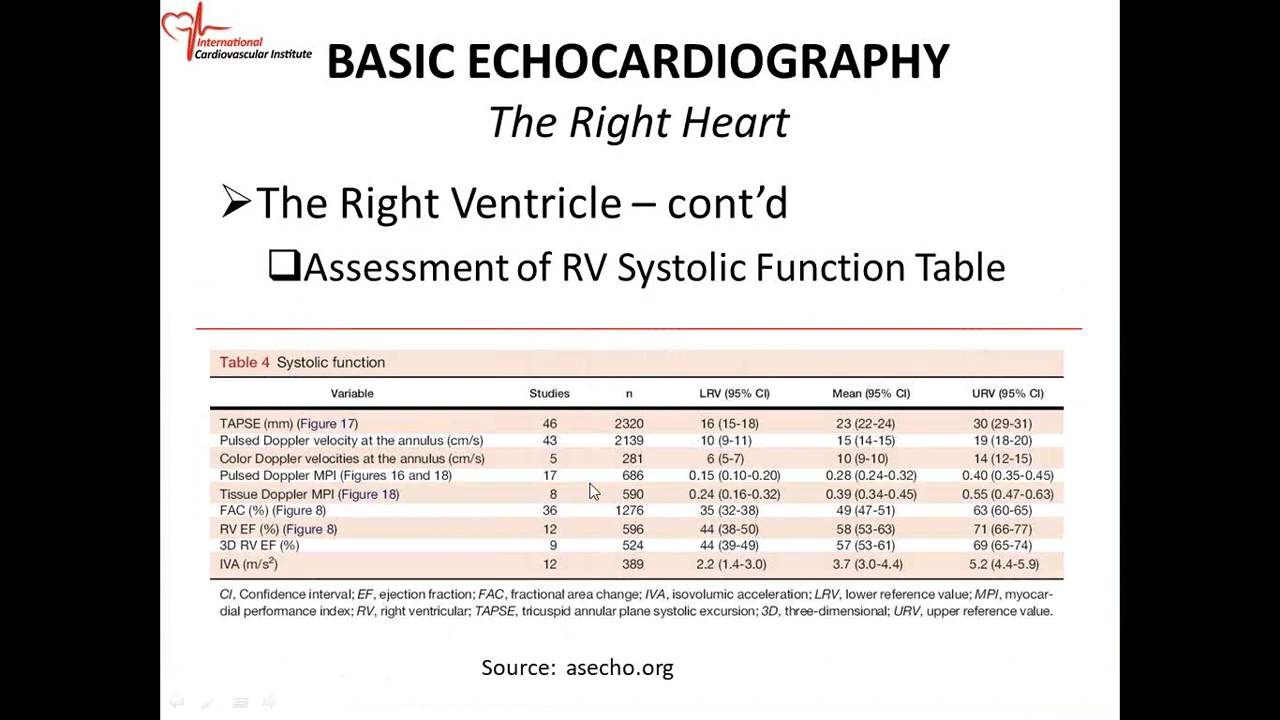 International
Cardiovascular Institute
BASIC ECHOCARDIOGRAPHY
The Right Heart
The Right Ventricle – cont’d
Assessment of RV Systolic Function Table
Table 4 Systolic function
Variable Studies n LRV (95% CI) Mean (95% CI) URV (95% CI)
TAPSE (mm) (Figure 17) 46 2320 16 (15-18) 23 (22-24) 30 (29-31)
Pulsed Doppler velocity at the annulus (cm/s) 43 2139 10 (9-11) 15 (14-15) 19 (18-20)
Color Doppler velocities at the annulus (cm/s) 5 281 6 (5-7) 10 (9-10) 14 (12-15)
Pulsed Doppler MPI (Figures 16 and 18) 17 686 0.15 (0.10-0.20) 0.28 (0.24-0.32) 0.40 (0.35-0.45)
Tissue Doppler MPI (Figure 18) 8 590 0.24 (0.16-0.32) 0.39 (0.34-0.45) 0.55 (0.47-0.63)
FAC (%) (Figure 8) 36 1276 35 (32-38) 49 (47-51) 63 (60-65)
RV EF (%) (Figure 8) 12 596 44 (38-50) 58 (53-63) 71 (66-77)
3D RV EF (%) 9 524 44 (39-49) 57 (53-61) 69 (65-74)
IVA (m/s²) 12 389 2.2 (1.4-3.0) 3.7 (3.0-4.4) 5.2 (4.4-5.9)
CI, Confidence interval; EF, ejection fraction; FAC, fractional area change; IVA, isovolumic acceleration; LRV, lower reference value; MPI, myocar-
dial performance index; RV, right ventricular; TAPSE, tricuspid annular plane systolic excursion; 3D, three-dimensional; URV, upper reference value.
Source: asecho.org